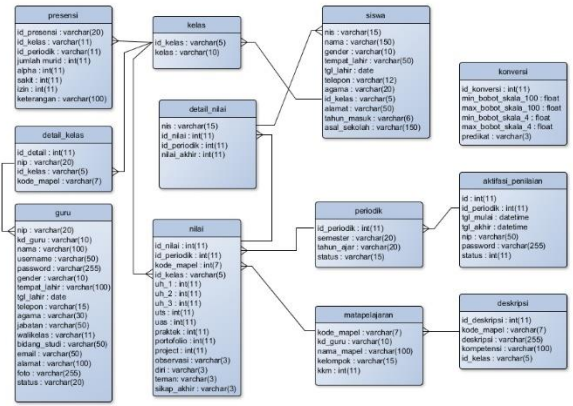 presensi
id_presensi : varchar(20)
id_kelas : varchar(11)
id_periodik : varchar(11)
jumlah murid : int(11)
alpha : int(11)
sakit : int(11)
izin : int(11)
keterangan : varchar(100)
kelas
id_kelas : varchar(5)
kelas : varchar(10)
siswa
nis : varchar(15)
nama : varchar(150)
gender : varchar(10)
tempat_lahir : varchar(50)
tgl_lahir : date
telepon : varchar(12)
agama : varchar(20)
id_kelas : varchar(5)
alamat : varchar(50)
tahun_masuk : varchar(6)
asal_sekolah : varchar(150)
konversi
id_konversi : int(11)
min_bobot_skala_100 : float
max_bobot_skala_100 : float
min_bobot_skala_4 : float
max_bobot_skala_4 : float
predikat : varchar(3)
detail_nilai
nis : varchar(15)
id_nilai : int(11)
id_periodik : int(11)
nilai_akhir : int(11)
detail_kelas
id_detail : int(11)
nip : varchar(20)
id_kelas : varchar(5)
kode_mapel : varchar(7)
guru
nip : varchar(20)
kd_guru : varchar(10)
nama : varchar(100)
username : varchar(50)
password : varchar(255)
gender : varchar(10)
tempat_lahir : varchar(100)
tgl_lahir : date
telepon : varchar(15)
agama : varchar(30)
jabatan : varchar(50)
walikelas : varchar(11)
bidang_studi : varchar(50)
email : varchar(50)
alamat : varchar(100)
foto : varchar(255)
status : varchar(20)
nilai
id_nilai : int(11)
id_periodik : int(11)
kode_mapel : int(7)
id_kelas : varchar(5)
uh_1 : int(11)
uh_2 : int(11)
uh_3 : int(11)
uts : int(11)
uas : int(11)
praktek : int(11)
portofolio : int(11)
project : int(11)
observasi : varchar(3)
diri : varchar(3)
teman: varchar(3)
sikap_akhir : varchar(3)
periodik
id_periodik : int(11)
semester : varchar(20)
tahun_ajar : varchar(20)
status : varchar(15)
aktifasi_penilaian
id : int(11)
id_periodik : int(11)
tgl_mulai : datetime
tgl_akhir : datetime
nip : varchar(50)
password : varchar(255)
status : int(11)
matapelajaran
kode_mapel : varchar(7)
kd_guru : varchar(10)
nama_mapel : varchar(100)
kelompok : varchar(15)
kkm : int(11)
deskripsi
id_deskripsi : int(11)
kode_mapel : varchar(7)
deskripsi : varchar(255)
kompetensi : varchar(100)
id_kelas : varchar(5)